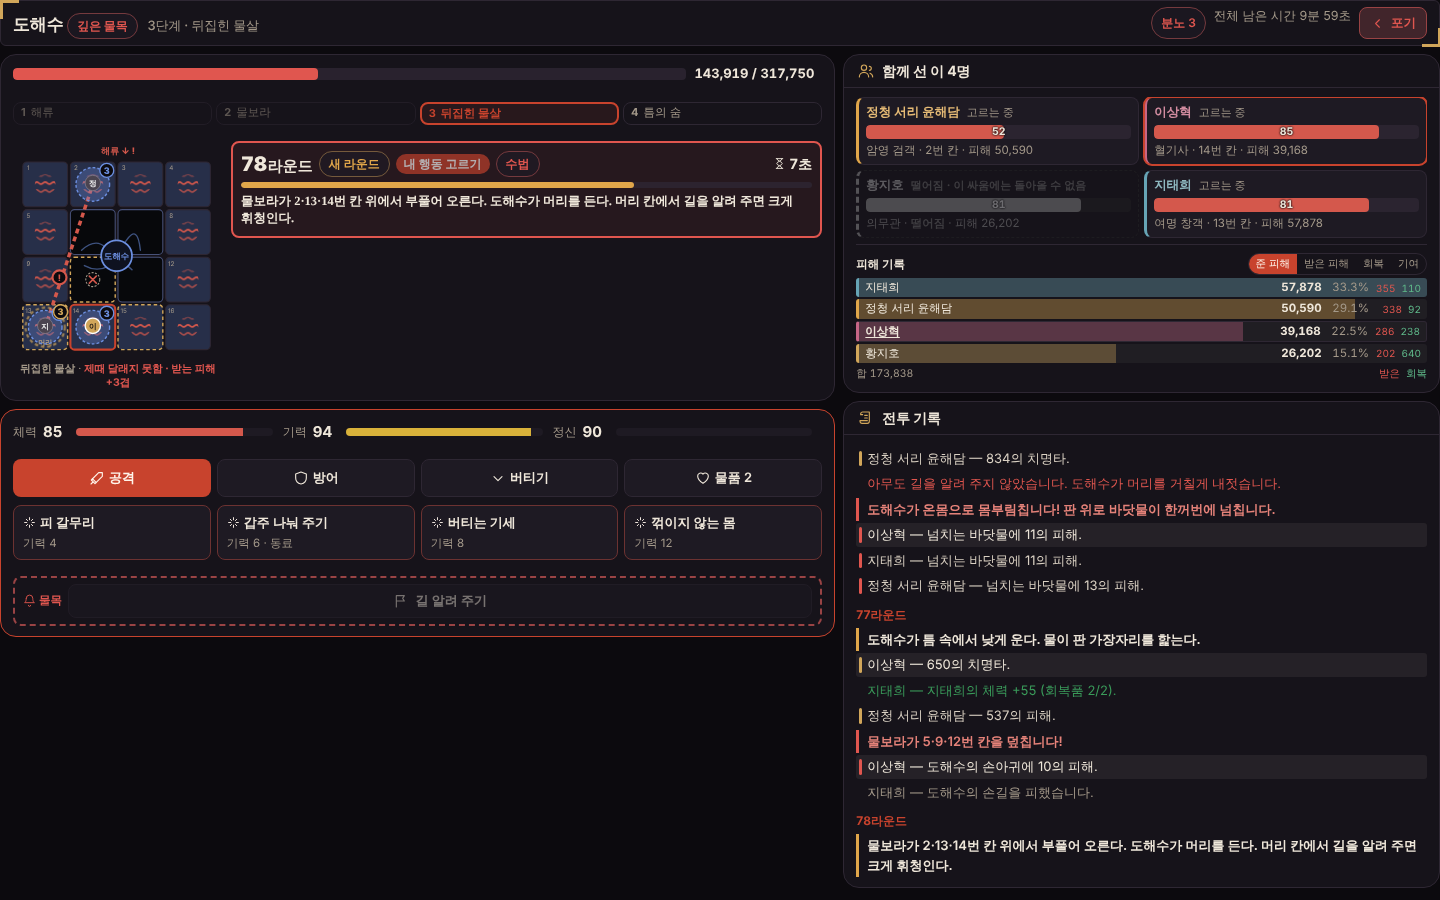 도해수 깊은 물목 3단계 · 뒤집힌 물살
분노 3 전체 남은 시간 9분 59초 포기
143,919 / 317,750
1 해류 2 물보라 3 뒤집힌 물살 4 틈의 숨
해류 ↓ !
1 2 정 3 3 4
5 8
도해수
9 ! 12
13 지 3 14 이 3 15 16
뒤집힌 물살 · 제때 달래지 못함 · 받는 피해
+3겹
78라운드 새 라운드 내 행동 고르기 수법 7초
물보라가 2·13·14번 칸 위에서 부풀어 오른다. 도해수가 머리를 든다. 머리 칸에서 길을 알려 주면 크게
휘청인다.
체력 85 기력 94 정신 90
공격 방어 버티기 물품 2
피 갈무리 갑주 나눠 주기 버티는 기세 꺾이지 않는 몸
기력 4 기력 6 · 동료 기력 8 기력 12
물목 길 알려 주기
함께 선 이 4명
정청 서리 윤해담 고르는 중
52
암영 검객 · 2번 칸 · 피해 50,590
이상혁 고르는 중
85
혈기사 · 14번 칸 · 피해 39,168
황지호 떨어짐 · 이 싸움에는 돌아올 수 없음
81
의무관 · 떨어짐 · 피해 26,202
지태희 고르는 중
81
여명 창객 · 13번 칸 · 피해 57,878
피해 기록 준 피해 받은 피해 회복 기여
지태희 57,878 33.3% 355 110
정청 서리 윤해담 50,590 29.1% 338 92
이상혁 39,168 22.5% 286 238
황지호 26,202 15.1% 202 640
합 173,838 받은 회복
전투 기록
정청 서리 윤해담 — 834의 치명타.
아무도 길을 알려 주지 않았습니다. 도해수가 머리를 거칠게 내젓습니다.
도해수가 온몸으로 몸부림칩니다! 판 위로 바닷물이 한꺼번에 넘칩니다.
이상혁 — 넘치는 바닷물에 11의 피해.
지태희 — 넘치는 바닷물에 11의 피해.
정청 서리 윤해담 — 넘치는 바닷물에 13의 피해.
77라운드
도해수가 틈 속에서 낮게 운다. 물이 판 가장자리를 핥는다.
이상혁 — 650의 치명타.
지태희 — 지태희의 체력 +55 (회복품 2/2).
정청 서리 윤해담 — 537의 피해.
물보라가 5·9·12번 칸을 덮칩니다!
이상혁 — 도해수의 손아귀에 10의 피해.
지태희 — 도해수의 손길을 피했습니다.
78라운드
물보라가 2·13·14번 칸 위에서 부풀어 오른다. 도해수가 머리를 든다. 머리 칸에서 길을 알려 주면
크게 휘청인다.